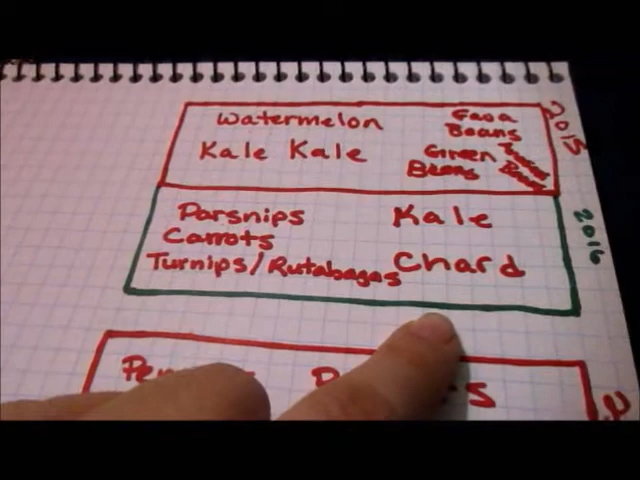 Watermelon
Fava
Beans
2015
Kale Kale
Green
Beans
Parsnips
Kale
2016
Carrots
Turnips/Rutabagas
Chard